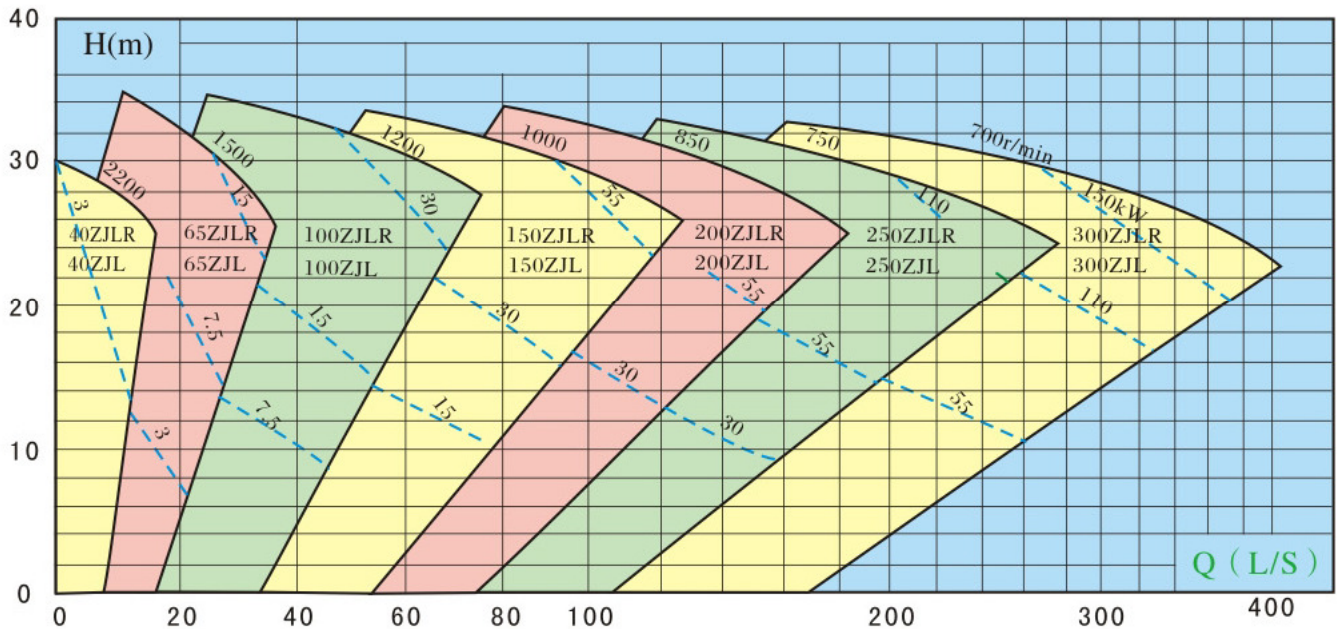 40
H(m)
30
20
10
0
2200
1500
1200
1000
850
750
700r/min
3
15
30
55
110
150kW
40ZJLR
40ZJL
65ZJLR
65ZJL
100ZJLR
100ZJL
150ZJLR
150ZJL
200ZJLR
200ZJL
250ZJLR
250ZJL
300ZJLR
300ZJL
7.5
15
30
55
55
110
3
7.5
15
30
30
55
Q ( L/S )
0 20 40 60 80 100 200 300 400